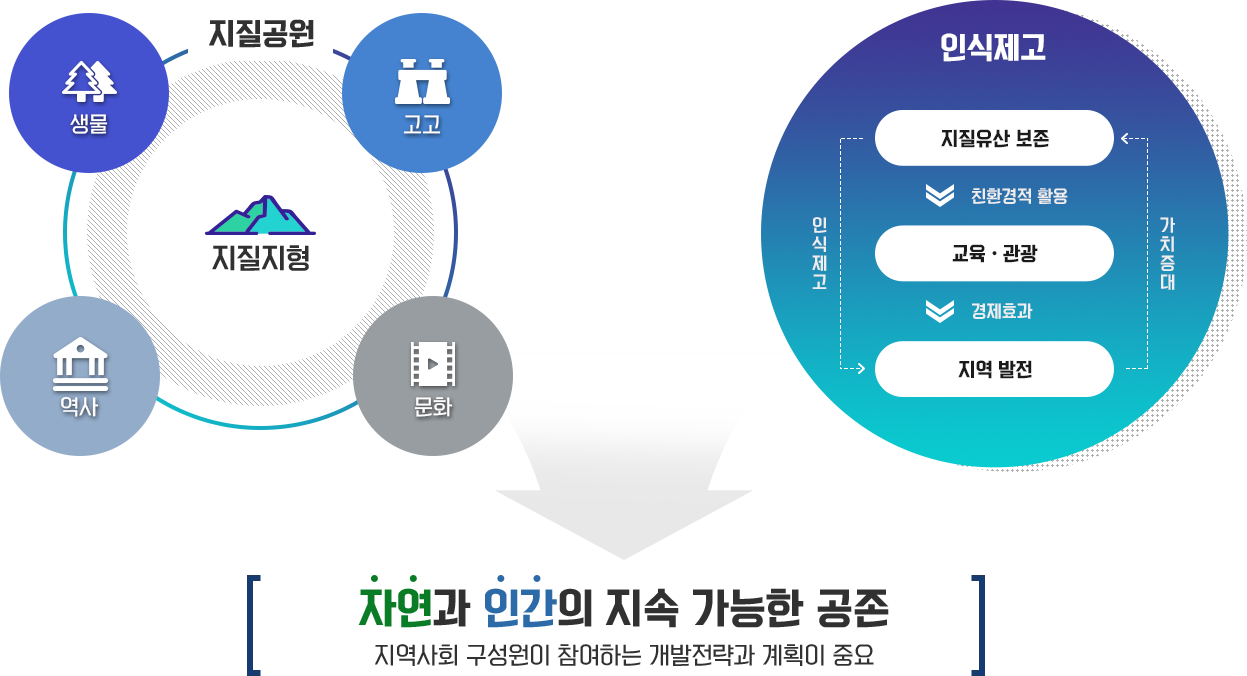 지질공원
생물
고고
지질지형
역사
문화
인식제고
지질유산 보존
친환경적 활용
교육 · 관광
경제효과
지역 발전
인식제고
가치증대
자연과 인간의 지속 가능한 공존
지역사회 구성원이 참여하는 개발전략과 계획이 중요